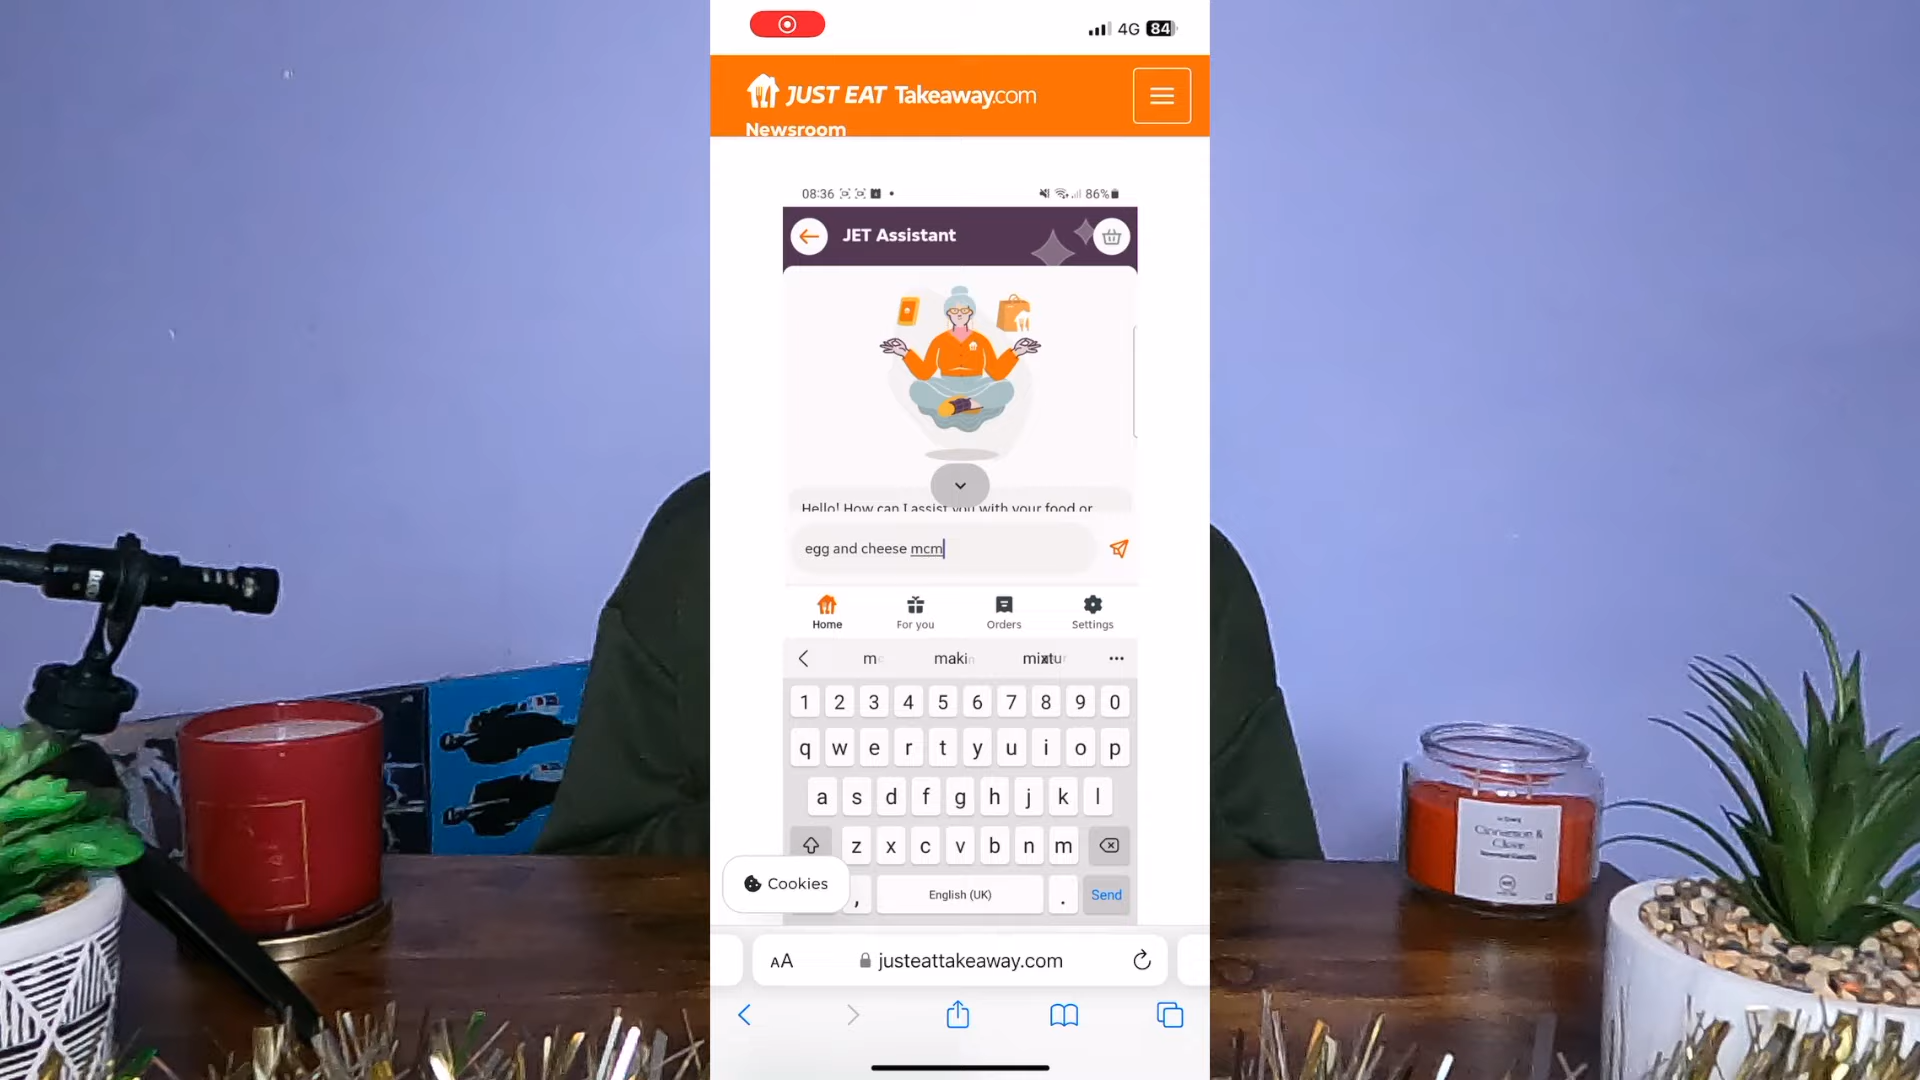 4G 84
JUST EAT Takeaway.com
Newsroom
08:36 86%
JET Assistant
Hello! How can I assist you with your food or
egg and cheese mcm
Home For you Orders Settings
makin mixtur
1 2 3 4 5 6 7 8 9 0
q w e r t y u i o p
a s d f g h j k l
z x c v b n m
Cookies , English (UK) . Send
AA justeattakeaway.com
Cinnamon &
Clove